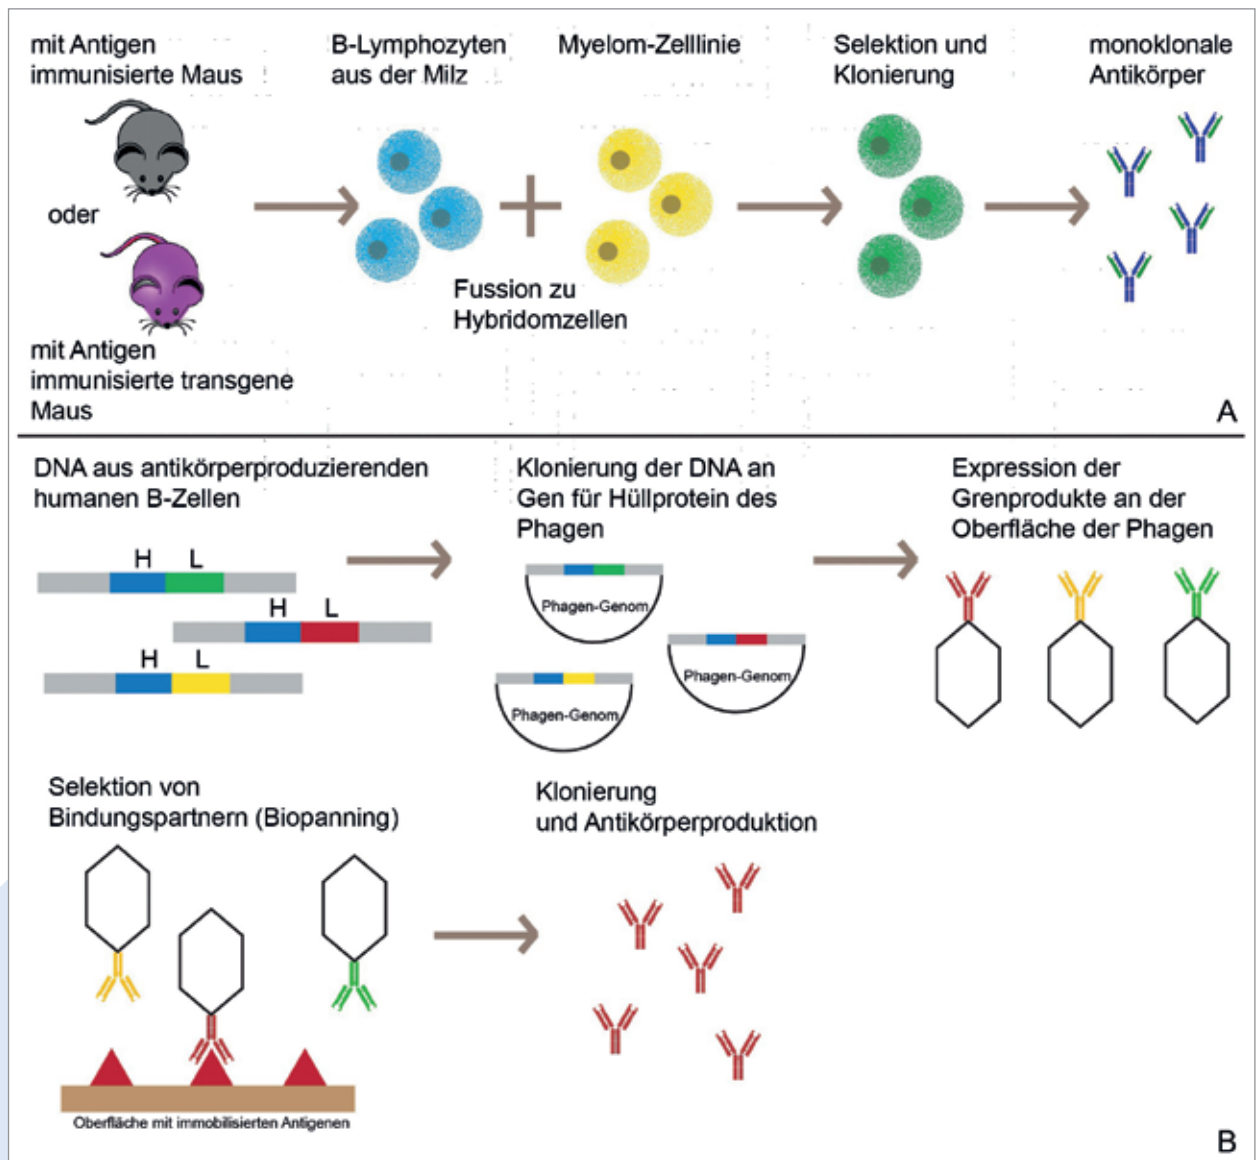 mit Antigen
immunisierte Maus
oder
mit Antigen
immunisierte transgene
Maus
B-Lymphozyten
aus der Milz
Myelom-Zelllinie
Fussion zu
Hybridomzellen
Selektion und
Klonierung
monoklonale
Antikörper
A
DNA aus antikörperproduzierenden
humanen B-Zellen
H L
H L
H L
Klonierung der DNA an
Gen für Hüllprotein des
Phagen
Phagen-Genom
Phagen-Genom
Phagen-Genom
Expression der
Grenprodukte an der
Oberfläche der Phagen
Selektion von
Bindungspartnern (Biopanning)
Oberfläche mit immobilisierten Antigenen
Klonierung
und Antikörperproduktion
B